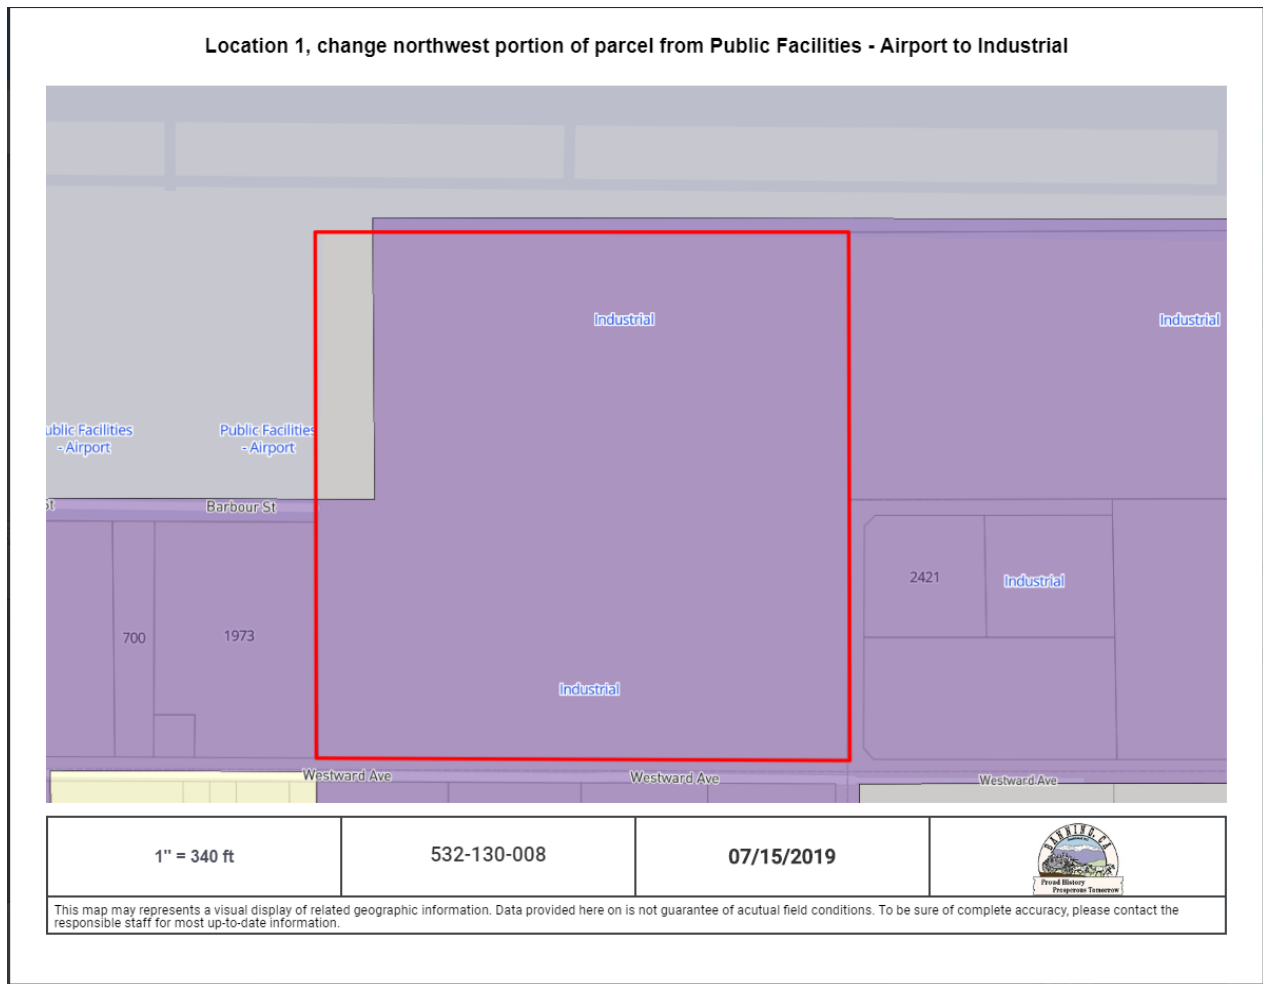 Location 1, change northwest portion of parcel from Public Facilities - Airport to Industrial
Industrial
Industrial
ublic Facilities
- Airport
Public Facilities
- Airport
St
Barbour St
2421
Industrial
700
1973
Industrial
Westward Ave
Westward Ave
Westward Ave
1" = 340 ft
532-130-008
07/15/2019
BANNING, CA
Proud History
Prosperous Tomorrow
This map may represents a visual display of related geographic information. Data provided here on is not guarantee of acutual field conditions. To be sure of complete accuracy, please contact the
responsible staff for most up-to-date information.